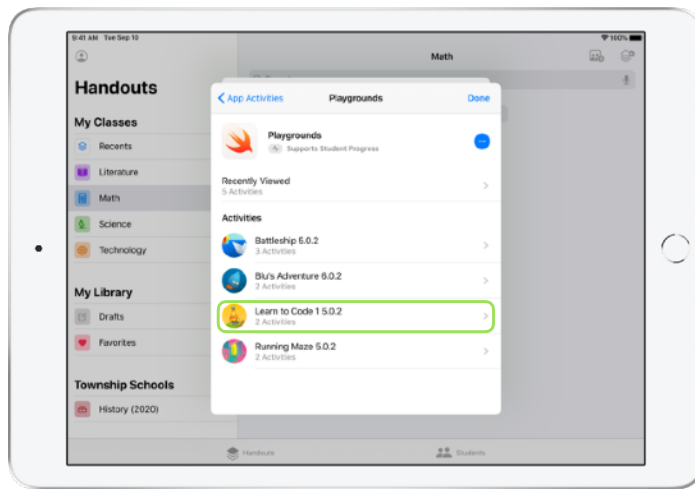 9:41 AM Tue Sep 10
100%
Math
Handouts
My Classes
Recents
Literature
Math
Science
Technology
My Library
Drafts
Favorites
Township Schools
History (2020)
App Activities
Playgrounds
Done
Playgrounds
Supports Student Progress
Recently Viewed
5 Activities
Activities
Battleship 5.0.2
3 Activities
Blu's Adventure 6.0.2
2 Activities
Learn to Code 1 5.0.2
2 Activities
Running Maze 5.0.2
2 Activities
Handouts
Students